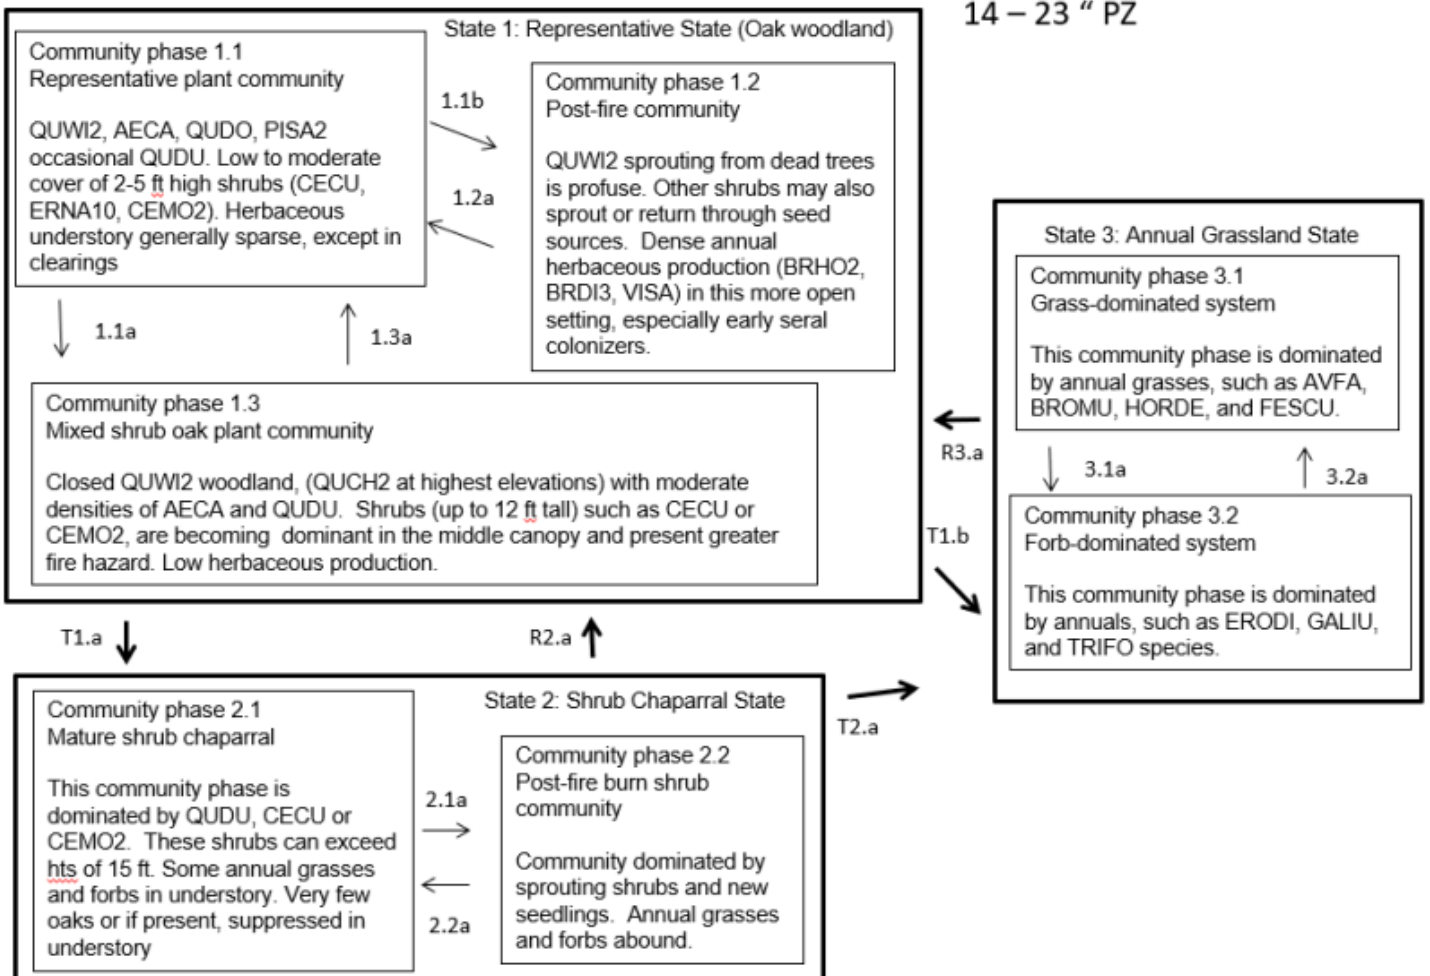 14 – 23 “ PZ
State 1: Representative State (Oak woodland)
Community phase 1.1
Representative plant community
QUWI2, AECA, QUDO, PISA2
occasional QUDU. Low to moderate
cover of 2-5 ft high shrubs (CECU,
ERNA10, CEMO2). Herbaceous
understory generally sparse, except in
clearings
1.1b
1.2a
Community phase 1.2
Post-fire community
QUWI2 sprouting from dead trees
is profuse. Other shrubs may also
sprout or return through seed
sources. Dense annual
herbaceous production (BRHO2,
BRDI3, VISA) in this more open
setting, especially early seral
colonizers.
1.1a
1.3a
Community phase 1.3
Mixed shrub oak plant community
Closed QUWI2 woodland, (QUCH2 at highest elevations) with moderate
densities of AECA and QUDU. Shrubs (up to 12 ft tall) such as CECU or
CEMO2, are becoming dominant in the middle canopy and present greater
fire hazard. Low herbaceous production.
State 3: Annual Grassland State
Community phase 3.1
Grass-dominated system
This community phase is dominated
by annual grasses, such as AVFA,
BROMU, HORDE, and FESCU.
3.1a
3.2a
Community phase 3.2
Forb-dominated system
This community phase is dominated
by annuals, such as ERODI, GALIU,
and TRIFO species.
R3.a
T1.b
T1.a
R2.a
T2.a
State 2: Shrub Chaparral State
Community phase 2.1
Mature shrub chaparral
This community phase is
dominated by QUDU, CECU or
CEMO2. These shrubs can exceed
hts of 15 ft. Some annual grasses
and forbs in understory. Very few
oaks or if present, suppressed in
understory
2.1a
2.2a
Community phase 2.2
Post-fire burn shrub
community
Community dominated by
sprouting shrubs and new
seedlings. Annual grasses
and forbs abound.